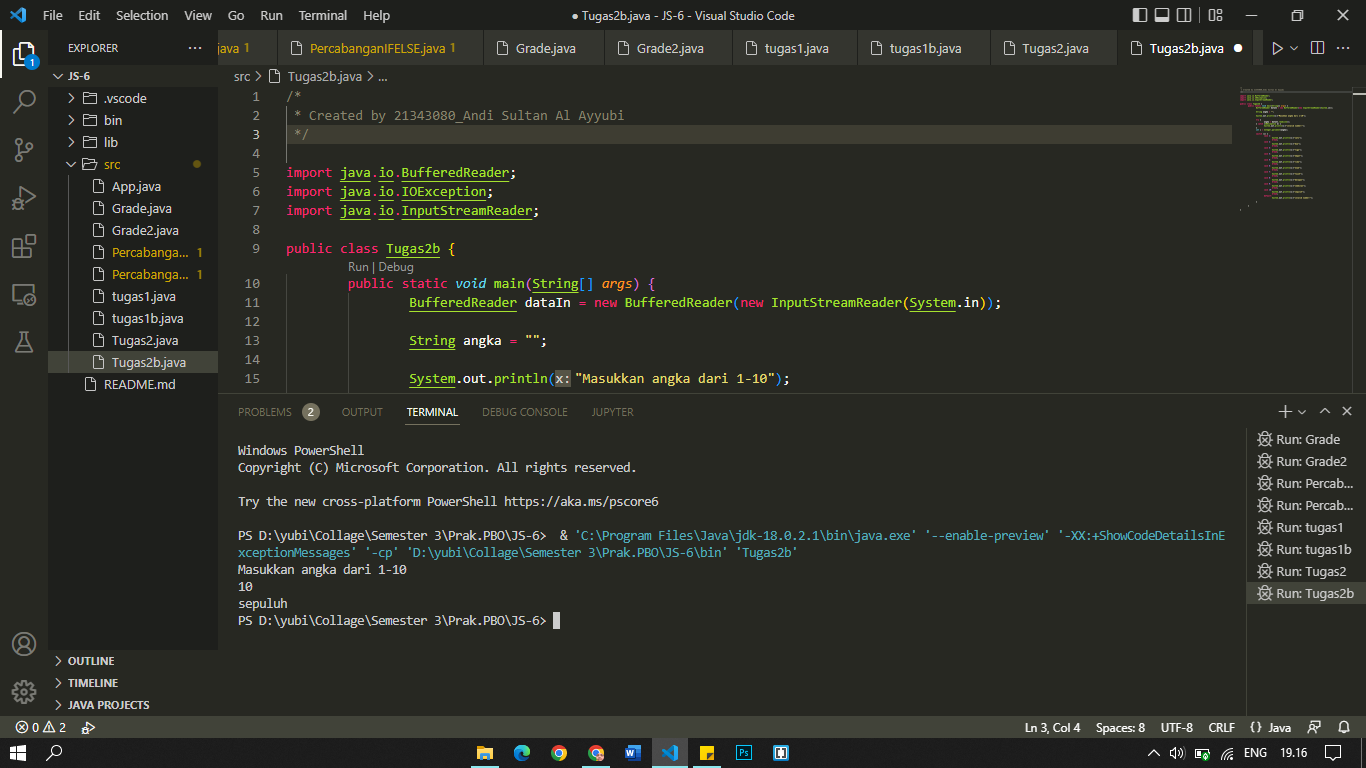 File Edit Selection View Go Run Terminal Help
● Tugas2b.java - JS-6 - Visual Studio Code
EXPLORER ···
java 1
PercabanganIFELSE.java 1
Grade.java
Grade2.java
tugas1.java
tugas1b.java
Tugas2.java
Tugas2b.java
1
JS-6
.vscode
bin
lib
src
App.java
Grade.java
Grade2.java
Percabanga... 1
Percabanga... 1
tugas1.java
tugas1b.java
Tugas2.java
Tugas2b.java
README.md
OUTLINE
TIMELINE
JAVA PROJECTS
src > Tugas2b.java > ...
1 /*
2 * Created by 21343080_Andi Sultan Al Ayyubi
3 */
4
5 import java.io.BufferedReader;
6 import java.io.IOException;
7 import java.io.InputStreamReader;
8
9 public class Tugas2b {
Run | Debug
10 public static void main(String[] args) {
11 BufferedReader dataIn = new BufferedReader(new InputStreamReader(System.in));
12
13 String angka = "";
14
15 System.out.println(x: "Masukkan angka dari 1-10");
PROBLEMS 2 OUTPUT TERMINAL DEBUG CONSOLE JUPYTER
Windows PowerShell
Copyright (C) Microsoft Corporation. All rights reserved.
Try the new cross-platform PowerShell https://aka.ms/pscore6
PS D:\yubi\Collage\Semester 3\Prak.PBO\JS-6> & 'C:\Program Files\Java\jdk-18.0.2.1\bin\java.exe' '--enable-preview' '-XX:+ShowCodeDetailsInE
xceptionMessages' '-cp' 'D:\yubi\Collage\Semester 3\Prak.PBO\JS-6\bin' 'Tugas2b'
Masukkan angka dari 1-10
10
sepuluh
PS D:\yubi\Collage\Semester 3\Prak.PBO\JS-6>
Run: Grade
Run: Grade2
Run: Percab...
Run: Percab...
Run: tugas1
Run: tugas1b
Run: Tugas2
Run: Tugas2b
0 2
Ln 3, Col 4 Spaces: 8 UTF-8 CRLF {} Java
ENG 19.16